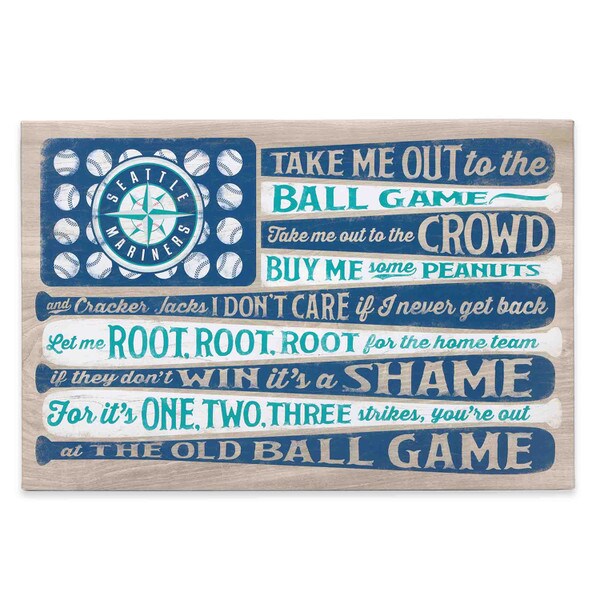 SEATTLE
MARINERS
TAKE ME OUT to the
BALL GAME
Take me out to the CROWD
BUY ME some PEANUTS
and Cracker Jacks I DON'T CARE if I never get back
Let me ROOT, ROOT, ROOT for the home team
if they don't WIN it's a SHAME
For it's ONE, TWO, THREE strikes, you're out
at THE OLD BALL GAME